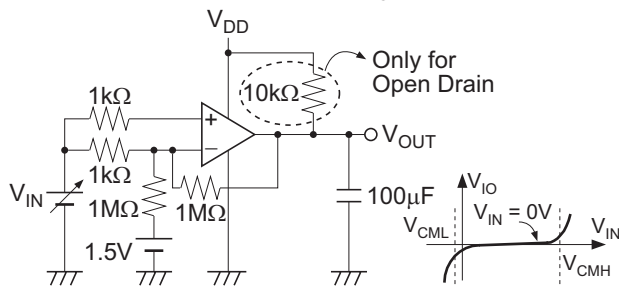 V_DD
Only for
Open Drain
10kΩ
1kΩ
+
−
1kΩ
V_OUT
V_IN
1MΩ
1MΩ
100μF
1.5V
V_IO
V_IN = 0V
V_CML
V_IN
V_CMH